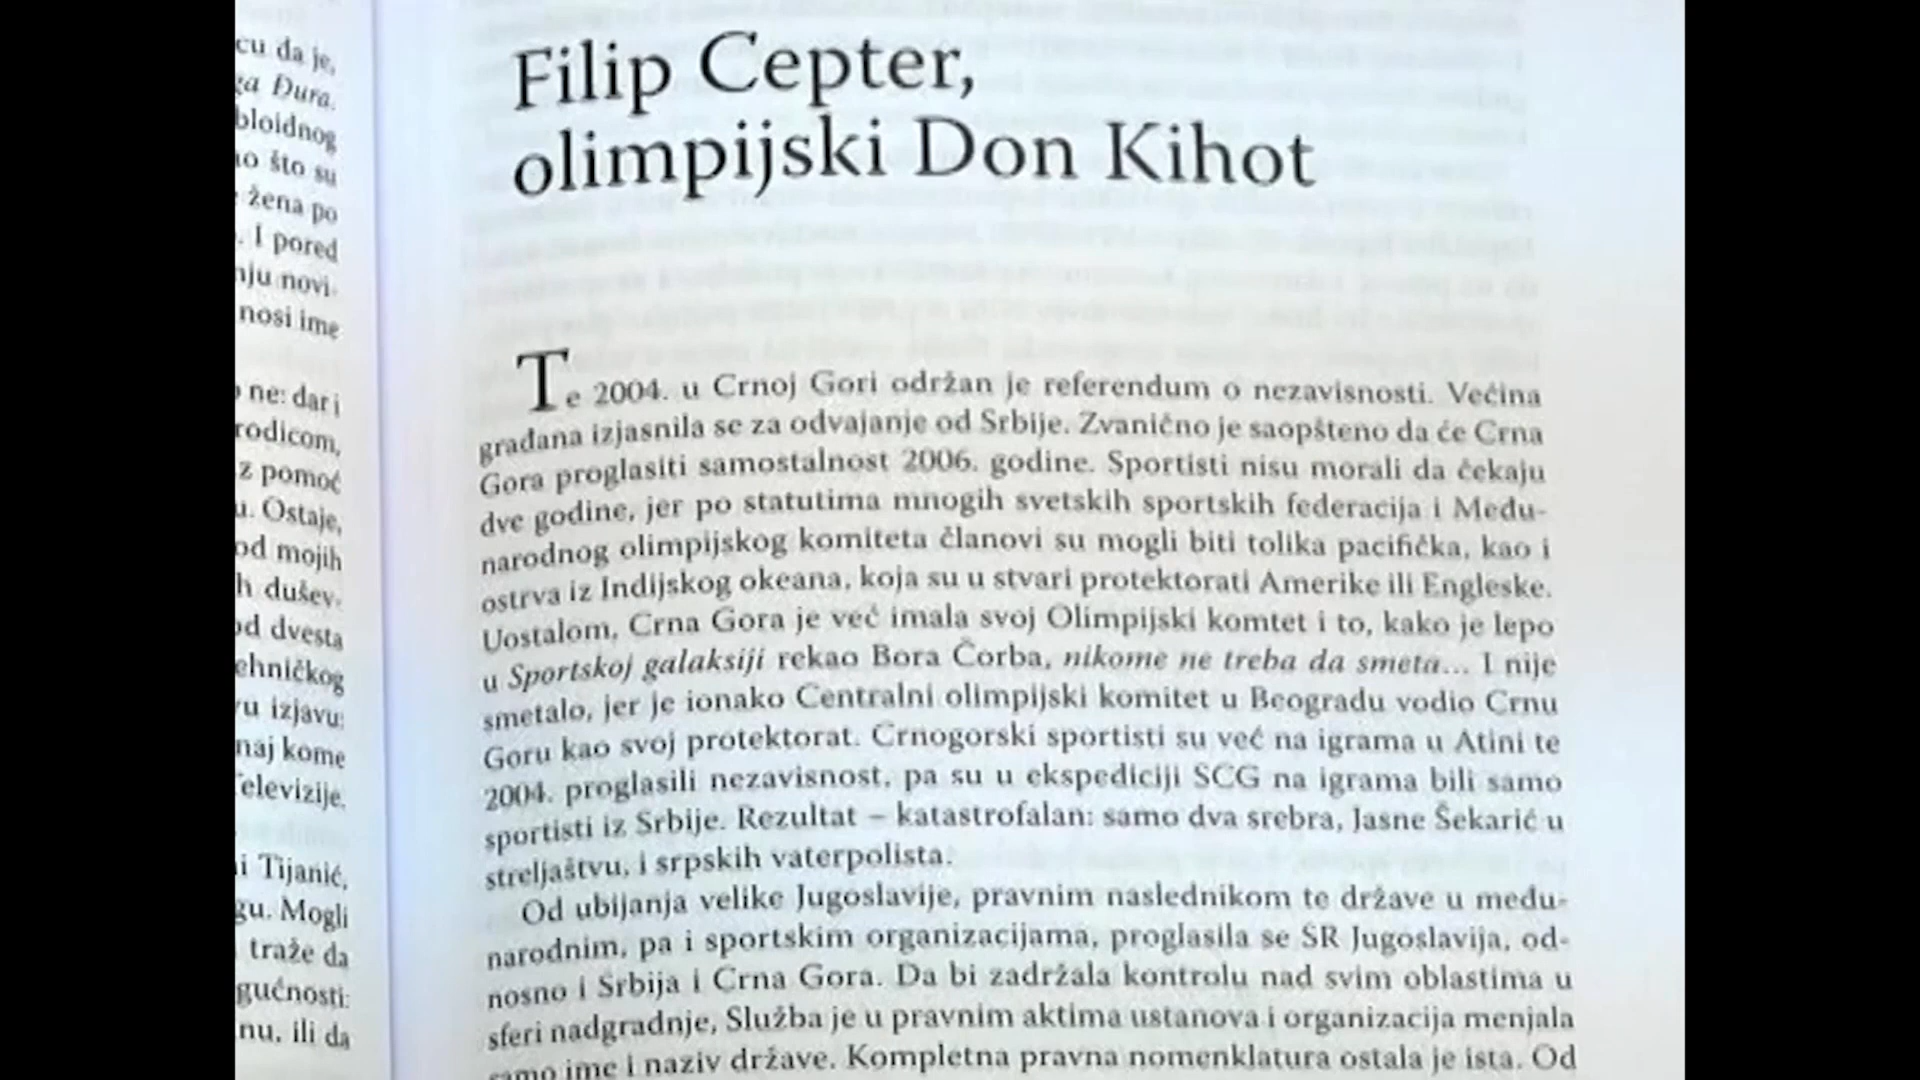 cu da je,
ga Đura.
bloidnog
no što su
žena po
. I pored
nju novi-
nosi ime
ne: dar i
rodicom,
z pomoć
u. Ostaje,
od mojih
h dušev-
od dvesta
ehničkog
u izjavu:
naj kome
Televizije.
i Tijanić,
gu. Mogli
traže da
gućnosti:
nu, ili da
Filip Cepter,
olimpijski Don Kihot
Te 2004. u Crnoj Gori održan je referendum o nezavisnosti. Većina
građana izjasnila se za odvajanje od Srbije. Zvanično je saopšteno da će Crna
Gora proglasiti samostalnost 2006. godine. Sportisti nisu morali da čekaju
dve godine, jer po statutima mnogih svetskih sportskih federacija i Među-
narodnog olimpijskog komiteta članovi su mogli biti tolika pacifička, kao i
ostrva iz Indijskog okeana, koja su u stvari protektorati Amerike ili Engleske.
Uostalom, Crna Gora je već imala svoj Olimpijski komtet i to, kako je lepo
u Sportskoj galaksiji rekao Bora Čorba, nikome ne treba da smeta... I nije
smetalo, jer je ionako Centralni olimpijski komitet u Beogradu vodio Crnu
Goru kao svoj protektorat. Crnogorski sportisti su već na igrama u Atini te
2004. proglasili nezavisnost, pa su u ekspediciji SCG na igrama bili samo
sportisti iz Srbije. Rezultat – katastrofalan: samo dva srebra, Jasne Šekarić u
streljaštvu, i srpskih vaterpolista.
Od ubijanja velike Jugoslavije, pravnim naslednikom te države u među-
narodnim, pa i sportskim organizacijama, proglasila se SR Jugoslavija, od-
nosno i Srbija i Crna Gora. Da bi zadržala kontrolu nad svim oblastima u
sferi nadgradnje, Služba je u pravnim aktima ustanova i organizacija menjala
samo ime i naziv države. Kompletna pravna nomenklatura ostala je ista. Od